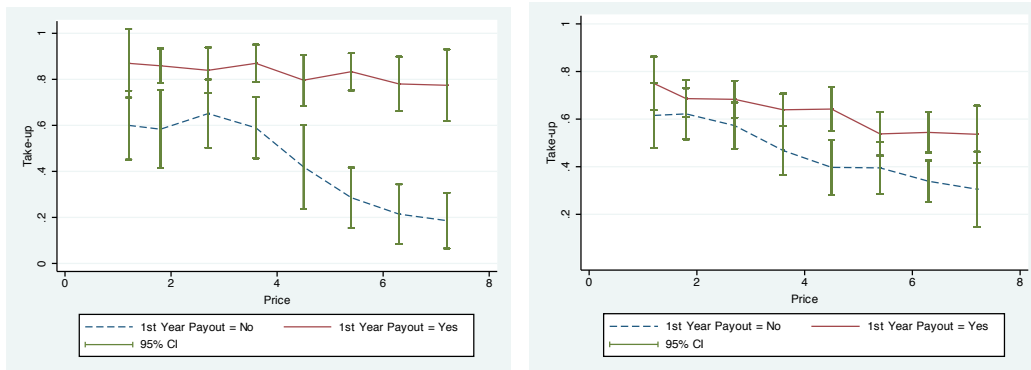 1
.8
.6
.4
.2
0
Take-up
0 2 4 6 8
Price
1st Year Payout = No 1st Year Payout = Yes
95% CI
1
.8
.6
.4
.2
Take-up
0 2 4 6 8
Price
1st Year Payout = No 1st Year Payout = Yes
95% CI